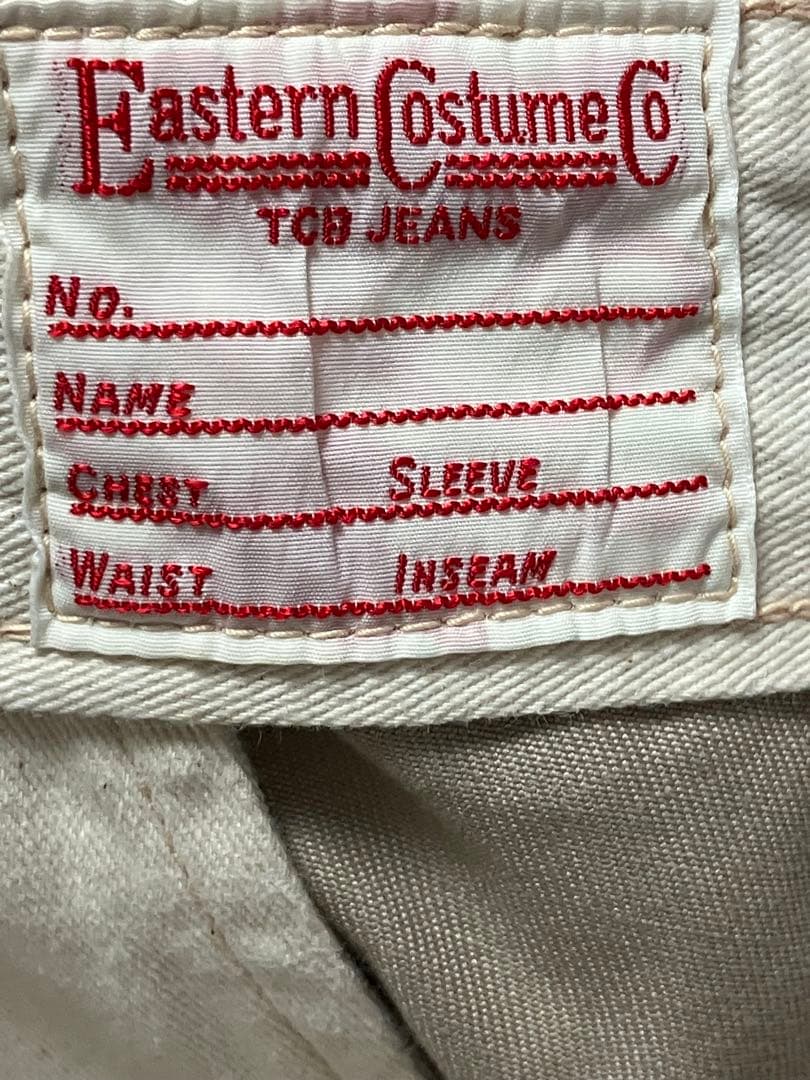 Eastern Costume Co
TCB JEANS
No.
NAME
CHEST SLEEVE
WAIST INSEAM